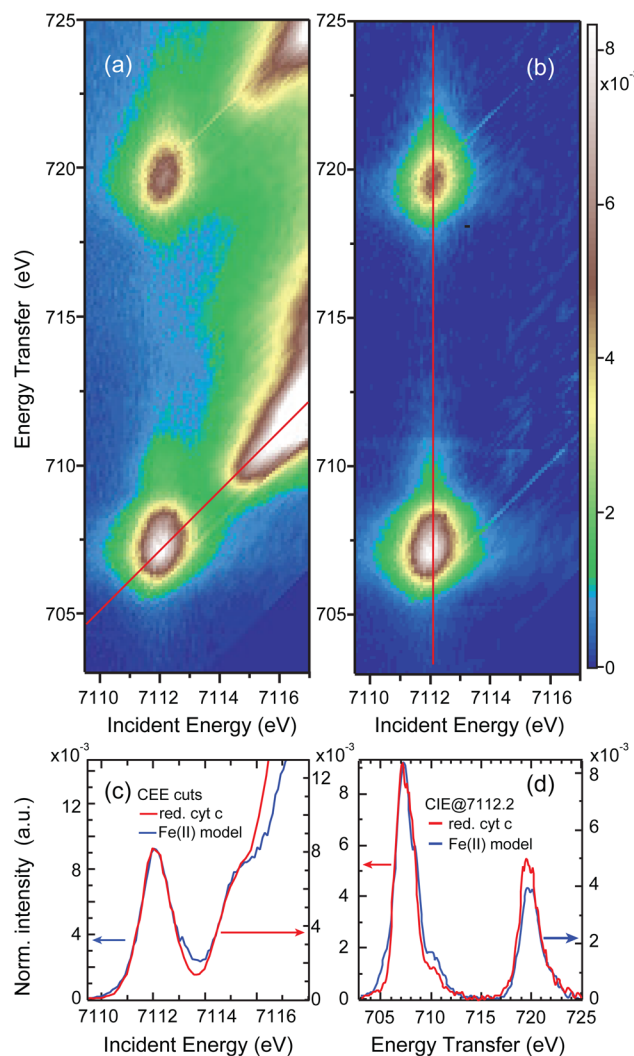 725
(a)
(b)
8
x10⁻³
720
6
Energy Transfer (eV)
715
4
710
2
705
0
7110 7112 7114 7116
7110 7112 7114 7116
Incident Energy (eV)
Incident Energy (eV)
x10⁻³
x10⁻³
(c)
(d)
CEE cuts
red. cyt c
Fe(II) model
CIE@7112.2
red. cyt c
Fe(II) model
Norm. intensity (a.u.)
12
8
4
0
12
8
4
0
8
6
4
2
0
8
6
4
2
0
7110 7112 7114 7116
705 710 715 720 725
Incident Energy (eV)
Energy Transfer (eV)